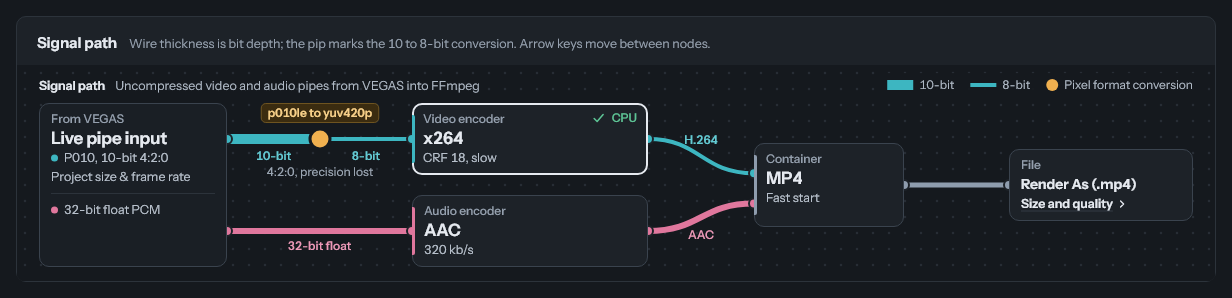 Signal path Wire thickness is bit depth; the pip marks the 10 to 8-bit conversion. Arrow keys move between nodes.
Signal path Uncompressed video and audio pipes from VEGAS into FFmpeg
10-bit 8-bit Pixel format conversion
From VEGAS
Live pipe input
P010, 10-bit 4:2:0
Project size & frame rate
32-bit float PCM
p010le to yuv420p
10-bit 8-bit
4:2:0, precision lost
32-bit float
Video encoder CPU
x264
CRF 18, slow
Audio encoder
AAC
320 kb/s
H.264
AAC
Container
MP4
Fast start
File
Render As (.mp4)
Size and quality